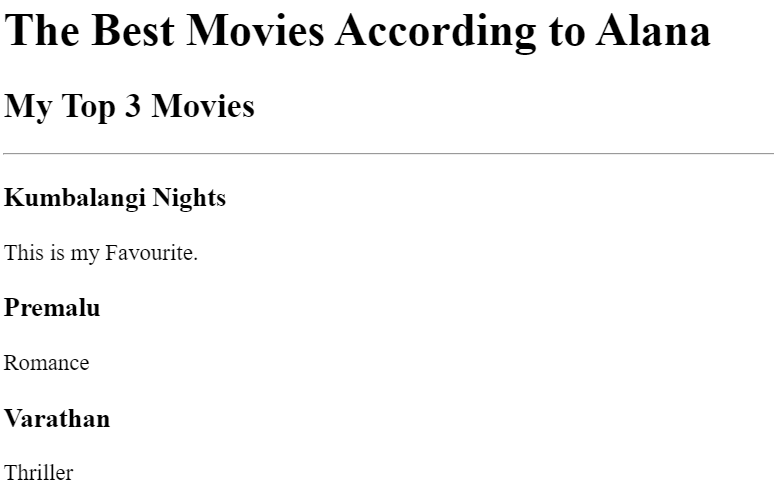 The Best Movies According to Alana
My Top 3 Movies
Kumbalangi Nights
This is my Favourite.
Premalu
Romance
Varathan
Thriller